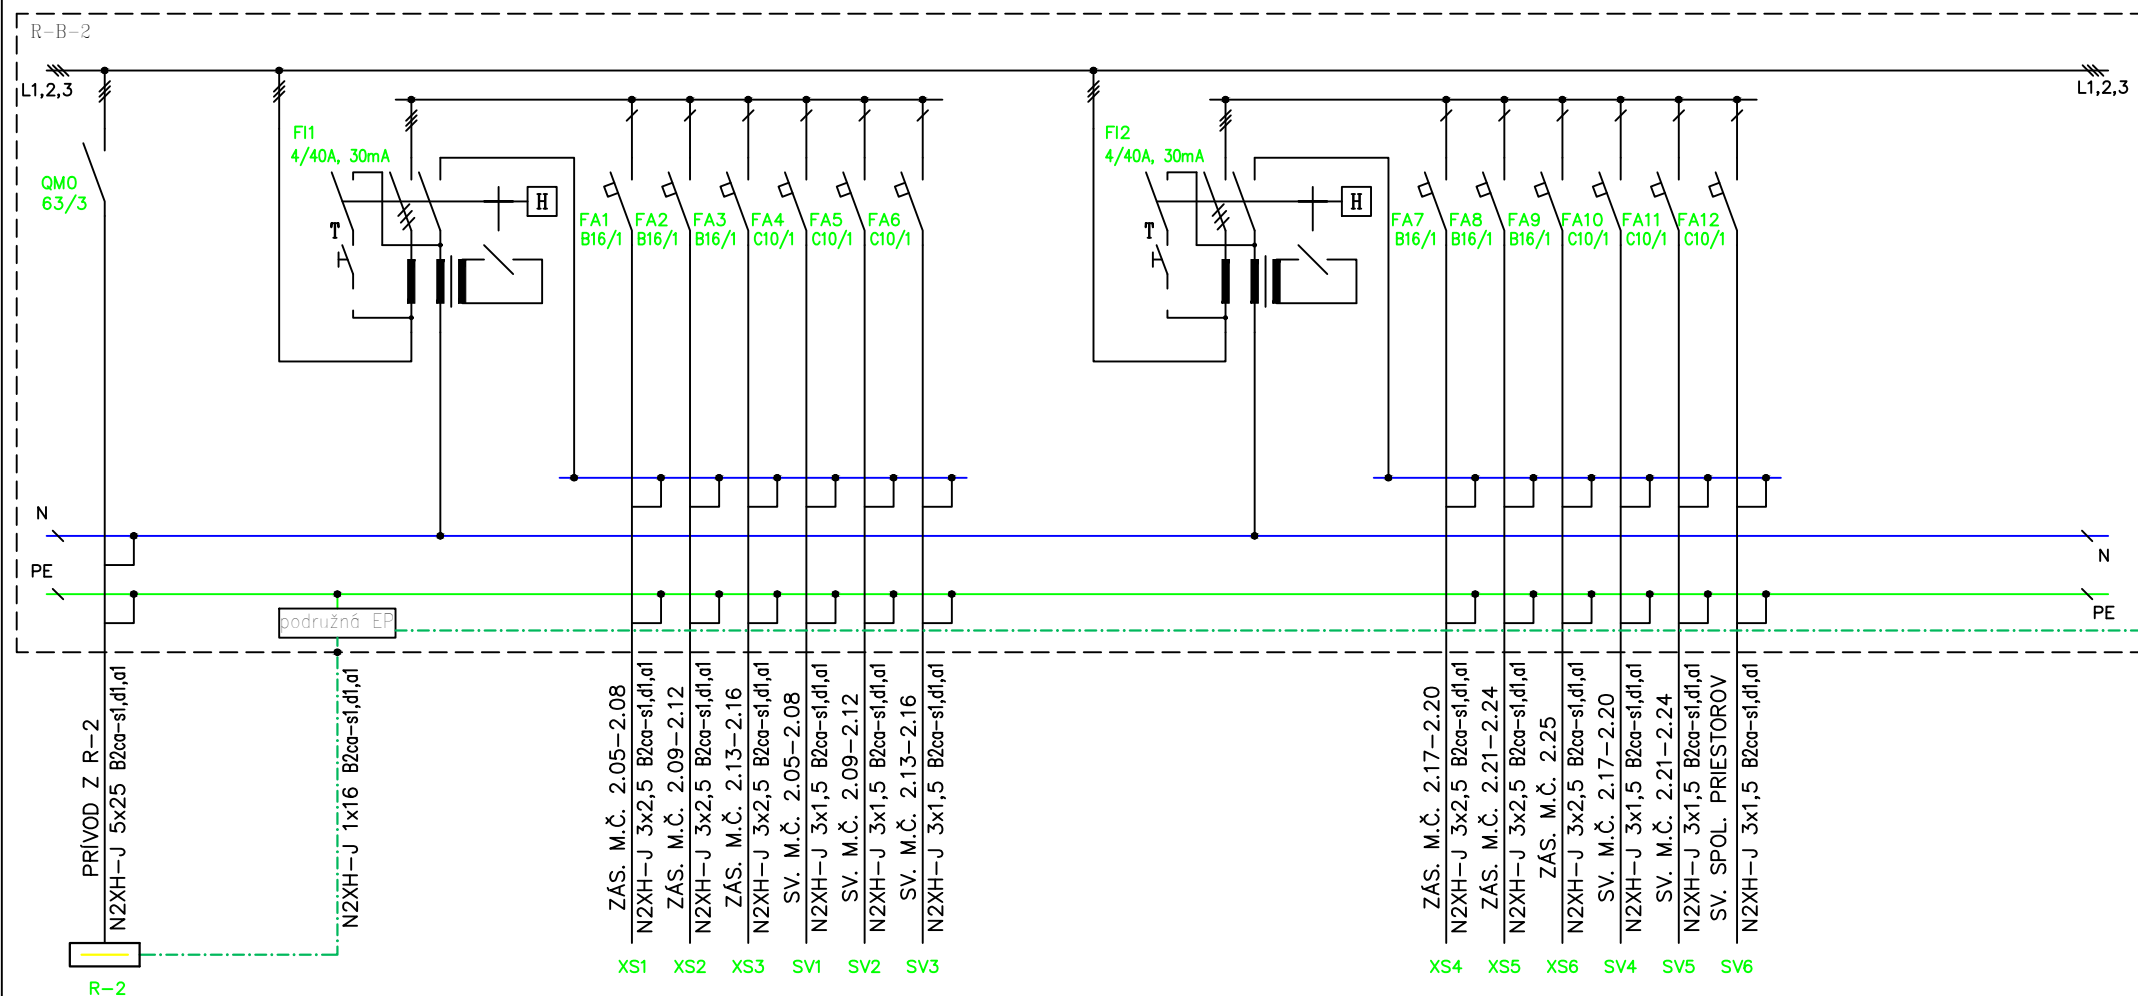 R-B-2
L1,2,3
L1,2,3
FI1
4/40A, 30mA
FI2
4/40A, 30mA
QM0
63/3
H
H
T
T
FA1
B16/1
FA2
B16/1
FA3
B16/1
FA4
C10/1
FA5
C10/1
FA6
C10/1
FA7
B16/1
FA8
B16/1
FA9
B16/1
FA10
C10/1
FA11
C10/1
FA12
C10/1
N
N
PE
PE
podružná EP
PRÍVOD Z R-2
N2XH-J 5x25 B2ca-s1,d1,a1
N2XH-J 1x16 B2ca-s1,d1,a1
ZÁS. M.Č. 2.05-2.08
N2XH-J 3x2,5 B2ca-s1,d1,a1
ZÁS. M.Č. 2.09-2.12
N2XH-J 3x2,5 B2ca-s1,d1,a1
ZÁS. M.Č. 2.13-2.16
N2XH-J 3x2,5 B2ca-s1,d1,a1
SV. M.Č. 2.05-2.08
N2XH-J 3x1,5 B2ca-s1,d1,a1
SV. M.Č. 2.09-2.12
N2XH-J 3x1,5 B2ca-s1,d1,a1
SV. M.Č. 2.13-2.16
N2XH-J 3x1,5 B2ca-s1,d1,a1
ZÁS. M.Č. 2.17-2.20
N2XH-J 3x2,5 B2ca-s1,d1,a1
ZÁS. M.Č. 2.21-2.24
N2XH-J 3x2,5 B2ca-s1,d1,a1
ZÁS. M.Č. 2.25
N2XH-J 3x2,5 B2ca-s1,d1,a1
SV. M.Č. 2.17-2.20
N2XH-J 3x1,5 B2ca-s1,d1,a1
SV. M.Č. 2.21-2.24
N2XH-J 3x1,5 B2ca-s1,d1,a1
SV. SPOL. PRIESTOROV
N2XH-J 3x1,5 B2ca-s1,d1,a1
R-2
XS1
XS2
XS3
SV1
SV2
SV3
XS4
XS5
XS6
SV4
SV5
SV6